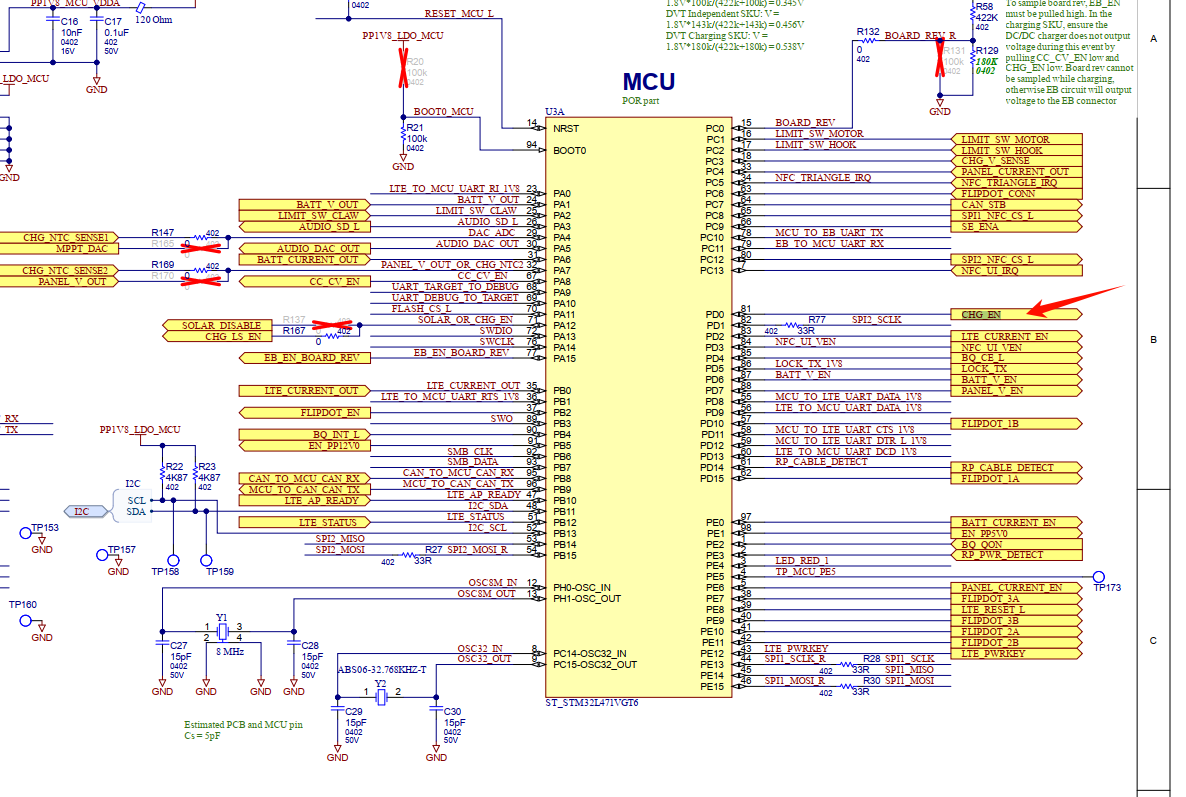 PP1V8_MCU_VDDA
C16
10nF
0402
16V
C17
0.1uF
402
50V
120 Ohm
GND
_LDO_MCU
GND
0402
RESET_MCU_L
PP1V8_LDO_MCU
R20
100k
0402
BOOT0_MCU
R21
100k
0402
GND
1.8V*100k/(422k+100k) = 0.345V
DVT Independent SKU: V =
1.8V*143k/(422k+143k) = 0.456V
DVT Charging SKU: V =
1.8V*180k/(422k+180k) = 0.538V
R58
422K
402
R132
0
402
BOARD_REV_R
R131
100k
0402
R129
180K
0402
GND
To sample board rev, EB_EN
must be pulled high. In the
charging SKU, ensure the
DC/DC charger does not output
voltage during this event by
pulling CC_CV_EN low and
CHG_EN low. Board rev cannot
be sampled while charging,
otherwise EB circuit will output
voltage to the EB connector
A
B
C
MCU
POR part
U3A
14 NRST
94 BOOT0
LTE_TO_MCU_UART_RI_1V8 23 PA0
BATT_V_OUT BATT_V_OUT 24 PA1
LIMIT_SW_CLAW LIMIT_SW_CLAW 25 PA2
AUDIO_SD_L AUDIO_SD_L 26 PA3
DAC_ADC 29 PA4
AUDIO_DAC_OUT AUDIO_DAC_OUT 30 PA5
BATT_CURRENT_OUT 31 PA6
PANEL_V_OUT_OR_CHG_NTC2 32 PA7
CC_CV_EN CC_CV_EN 67 PA8
UART_TARGET_TO_DEBUG 68 PA9
UART_DEBUG_TO_TARGET 69 PA10
FLASH_CS_L 70 PA11
SOLAR_OR_CHG_EN 71 PA12
SWDIO 72 PA13
SWCLK 76 PA14
EB_EN_BOARD_REV EB_EN_BOARD_REV 77 PA15
CHG_NTC_SENSE1 R147 402
MPPT_DAC R165 0
CHG_NTC_SENSE2 R169 402
PANEL_V_OUT R170 0
SOLAR_DISABLE R137
CHG_LS_EN R167 402
0
LTE_CURRENT_OUT LTE_CURRENT_OUT 35 PB0
LTE_TO_MCU_UART_RTS_1V8 36 PB1
FLIPDOT_EN 37 PB2
SWO 89 PB3
BQ_INT_L 90 PB4
EN_PP12V0 91 PB5
SMB_CLK 92 PB6
SMB_DATA 93 PB7
CAN_TO_MCU_CAN_RX CAN_TO_MCU_CAN_RX 95 PB8
MCU_TO_CAN_CAN_TX MCU_TO_CAN_CAN_TX 96 PB9
LTE_AP_READY LTE_AP_READY 47 PB10
I2C_SDA 48 PB11
LTE_STATUS LTE_STATUS 51 PB12
I2C_SCL 52 PB13
SPI2_MISO 53 PB14
SPI2_MOSI R27 SPI2_MOSI_R 54 PB15
402 33R
_RX
_TX
PP1V8_LDO_MCU
R22
4K87
402
R23
4K87
402
I2C
I2C
SCL
SDA
TP153
GND
TP157
GND
TP158
TP159
TP160
GND
OSC8M_IN 12 PH0-OSC_IN
OSC8M_OUT 13 PH1-OSC_OUT
Y1
1 3
2 4
8 MHz
C27
15pF
0402
50V
C28
15pF
0402
50V
GND
GND
GND
GND
OSC32_IN 8 PC14-OSC32_IN
OSC32_OUT 9 PC15-OSC32_OUT
ABS06-32.768KHZ-T
Y2
1 2
C29
15pF
0402
50V
C30
15pF
0402
50V
GND
GND
Estimated PCB and MCU pin
Cs = 5pF
ST_STM32L471VGT6
PC0 15 BOARD_REV
PC1 16 LIMIT_SW_MOTOR LIMIT_SW_MOTOR
PC2 17 LIMIT_SW_HOOK LIMIT_SW_HOOK
PC3 18 CHG_V_SENSE
PC4 33 PANEL_CURRENT_OUT
PC5 34 NFC_TRIANGLE_IRQ NFC_TRIANGLE_IRQ
PC6 63 FLIPDOT_CONN
PC7 64 CAN_STB
PC8 65 SPI1_NFC_CS_L
PC9 66 SE_ENA
PC10 78 MCU_TO_EB_UART_TX
PC11 79 EB_TO_MCU_UART_RX
PC12 80 SPI2_NFC_CS_L
PC13 7 NFC_UI_IRQ
PD0 81 CHG_EN
PD1 82 402 R77 33R SPI2_SCLK
PD2 83 LTE_CURRENT_EN
PD3 84 NFC_UI_VEN NFC_UI_VEN
PD4 85 BQ_CE_L
PD5 86 LOCK_TX_1V8 LOCK_TX
PD6 87 BATT_V_EN BATT_V_EN
PD7 88 PANEL_V_EN
PD8 55 MCU_TO_LTE_UART_DATA_1V8
PD9 56 LTE_TO_MCU_UART_DATA_1V8
PD10 57 FLIPDOT_1B
PD11 58 MCU_TO_LTE_UART_CTS_1V8
PD12 59 MCU_TO_LTE_UART_DTR_L_1V8
PD13 60 LTE_TO_MCU_UART_DCD_1V8
PD14 61 RP_CABLE_DETECT RP_CABLE_DETECT
PD15 62 FLIPDOT_1A
PE0 97 BATT_CURRENT_EN
PE1 98 EN_PP5V0
PE2 1 BQ_QON
PE3 2 RP_PWR_DETECT
PE4 3 LED_RED_1
PE5 4 TP_MCU_PE5 TP173
PE6 5 PANEL_CURRENT_EN
PE7 38 FLIPDOT_3A
PE8 39 LTE_RESET_L
PE9 40 FLIPDOT_3B
PE10 41 FLIPDOT_2A
PE11 42 FLIPDOT_2B
PE12 43 LTE_PWRKEY LTE_PWRKEY
PE13 44 SPI1_SCLK_R R28 SPI1_SCLK
402 33R
PE14 45 SPI1_MISO
PE15 46 SPI1_MOSI_R R30 SPI1_MOSI
402 33R